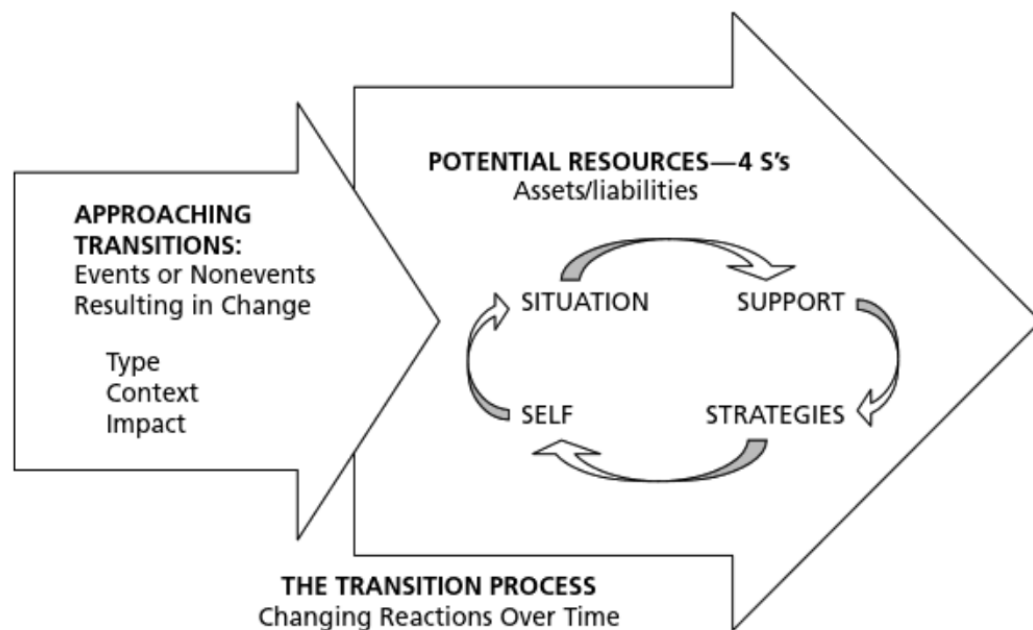 POTENTIAL RESOURCES—4 S's
Assets/liabilities
APPROACHING
TRANSITIONS:
Events or Nonevents
Resulting in Change
Type
Context
Impact
SITUATION
SUPPORT
SELF
STRATEGIES
THE TRANSITION PROCESS
Changing Reactions Over Time